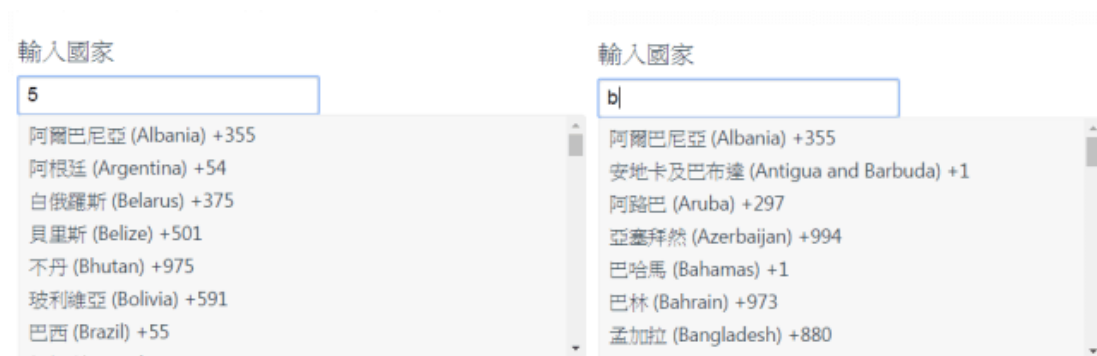 輸入國家
5
阿爾巴尼亞 (Albania) +355
阿根廷 (Argentina) +54
白俄羅斯 (Belarus) +375
貝里斯 (Belize) +501
不丹 (Bhutan) +975
玻利維亞 (Bolivia) +591
巴西 (Brazil) +55
輸入國家
b
阿爾巴尼亞 (Albania) +355
安地卡及巴布達 (Antigua and Barbuda) +1
阿路巴 (Aruba) +297
亞塞拜然 (Azerbaijan) +994
巴哈馬 (Bahamas) +1
巴林 (Bahrain) +973
孟加拉 (Bangladesh) +880